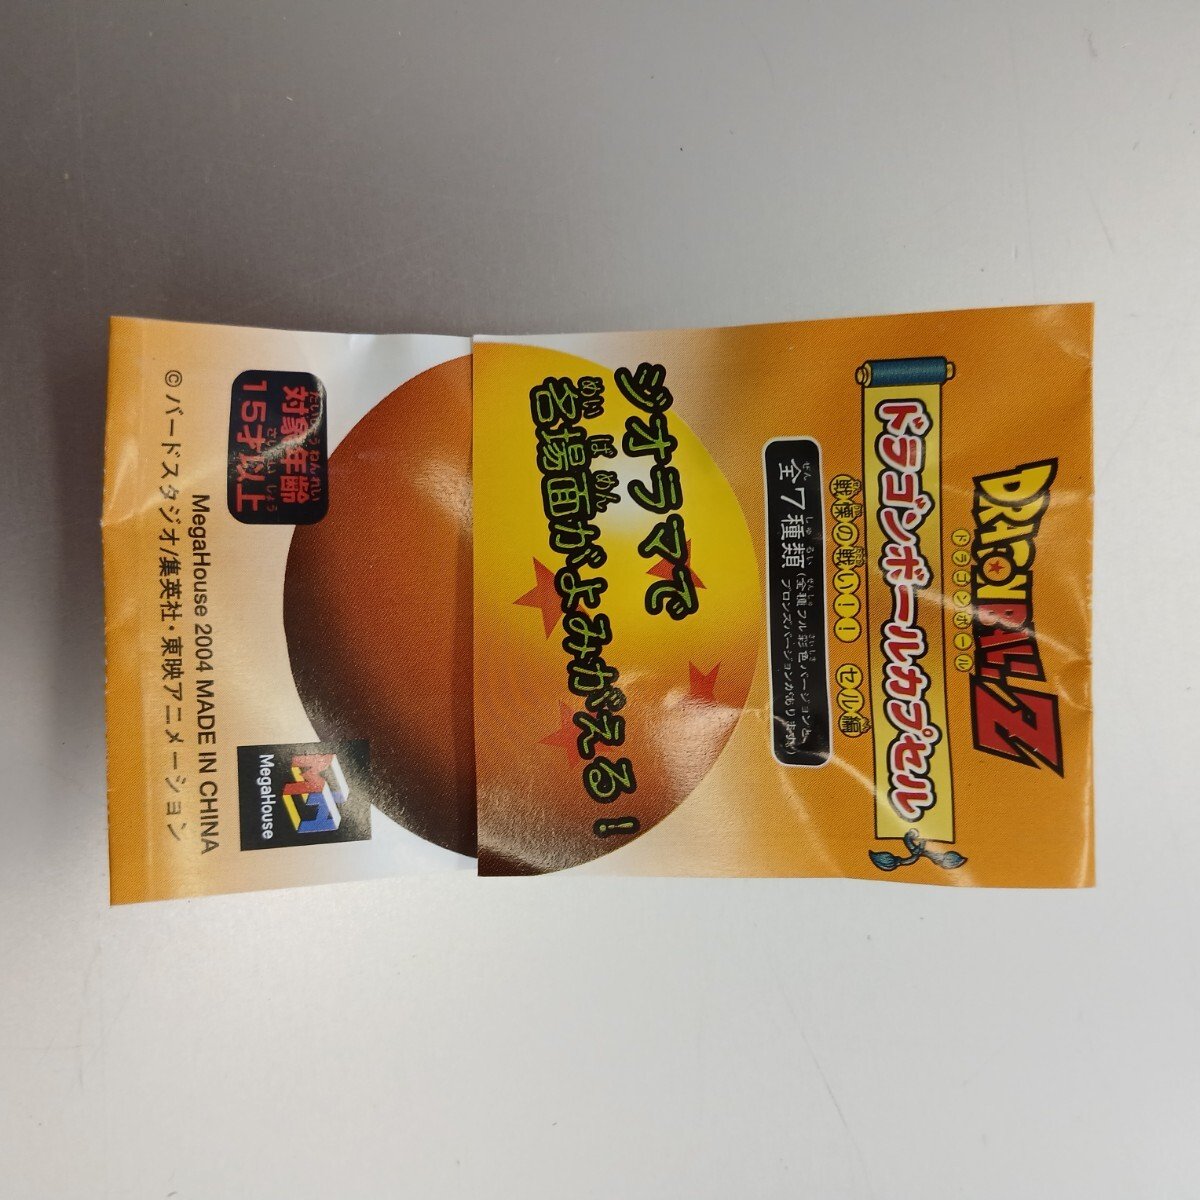 DRAGONBALL Z
ドラゴンボール
ドラゴンボールカプセル
戦慄の戦い!! セル編
全7種類(全種フル彩色バージョンと、
ブロンズバージョンがあります。)
ジオラマで
名場面がよみがえる!
対象年齢
15才以上
MegaHouse
MegaHouse 2004 MADE IN CHINA
© バードスタジオ/集英社・東映アニメーション